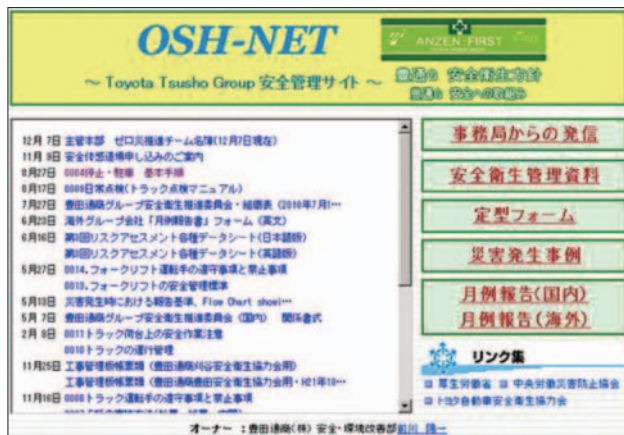 OSH-NET
ANZEN・FIRST
～ Toyota Tsusho Group 安全管理サイト ～
豊通G 安全衛生方針
豊通G 安全への取組み
12月 7日 主管本部 ゼロ災推進チーム名簿(12月7日現在)
11月 9日 安全体感道場申し込みのご案内
8月27日 0004停止・駐車 基本手順
8月17日 0009日常点検(トラック点検マニュアル)
7月27日 豊田通商グループ安全衛生推進委員会・組織表 (2010年7月1…
6月23日 海外グループ会社「月例報告書」フォーム (英文)
6月16日 第3回リスクアセスメント各種データシート(日本語版)
第3回リスクアセスメント各種データシート(英語版)
5月27日 0014.フォークリフト運転手の遵守事項と禁止事項
0013.フォークリフトの安全管理標準
5月13日 災害発生時における報告基準、Flow Chart showi…
5月 7日 豊田通商グループ安全衛生推進委員会 (国内) 関係書式
2月 8日 0011トラック荷台上の安全作業注意
0010トラックの運行管理
11月25日 工事管理板帳票類 (豊田通商刈谷安全衛生協力会用)
工事管理板帳票類 (豊田通商豊田安全衛生協力会用・H21年10…
11月16日 0008トラック運転手の遵守事項と禁止事項
事務局からの発信
安全衛生管理資料
定型フォーム
災害発生事例
月例報告(国内)
月例報告(海外)
リンク集
厚生労働省 中央労働災害防止協会
トヨタ自動車安全衛生協力会
オーナー :豊田通商(株) 安全・環境改善部